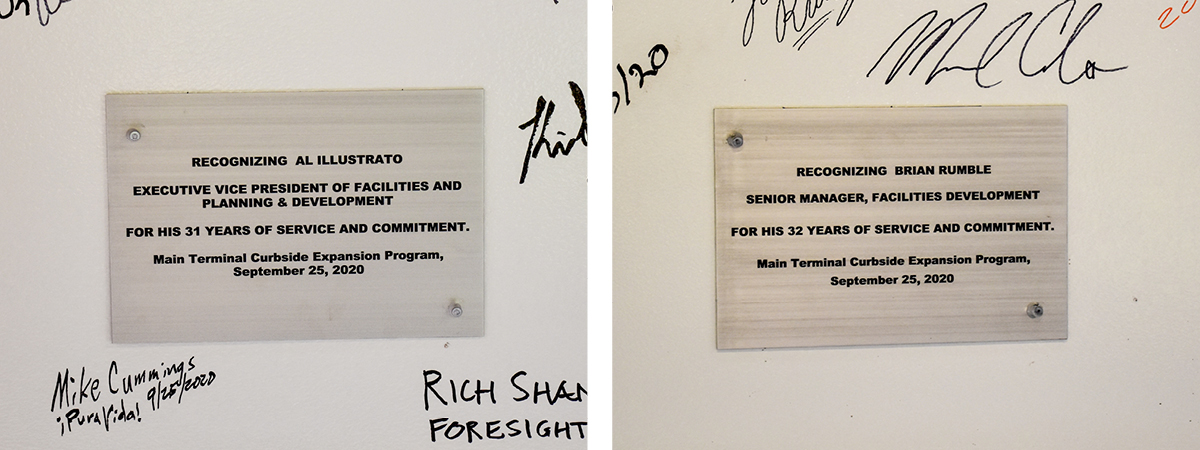 RECOGNIZING AL ILLUSTRATO
EXECUTIVE VICE PRESIDENT OF FACILITIES AND
PLANNING & DEVELOPMENT
FOR HIS 31 YEARS OF SERVICE AND COMMITMENT.
Main Terminal Curbside Expansion Program,
September 25, 2020
Mike Cummings
¡Pura Vida! 9/25/2020
RICH SHAN
FORESIGHT
/20
RECOGNIZING BRIAN RUMBLE
SENIOR MANAGER, FACILITIES DEVELOPMENT
FOR HIS 32 YEARS OF SERVICE AND COMMITMENT.
Main Terminal Curbside Expansion Program,
September 25, 2020